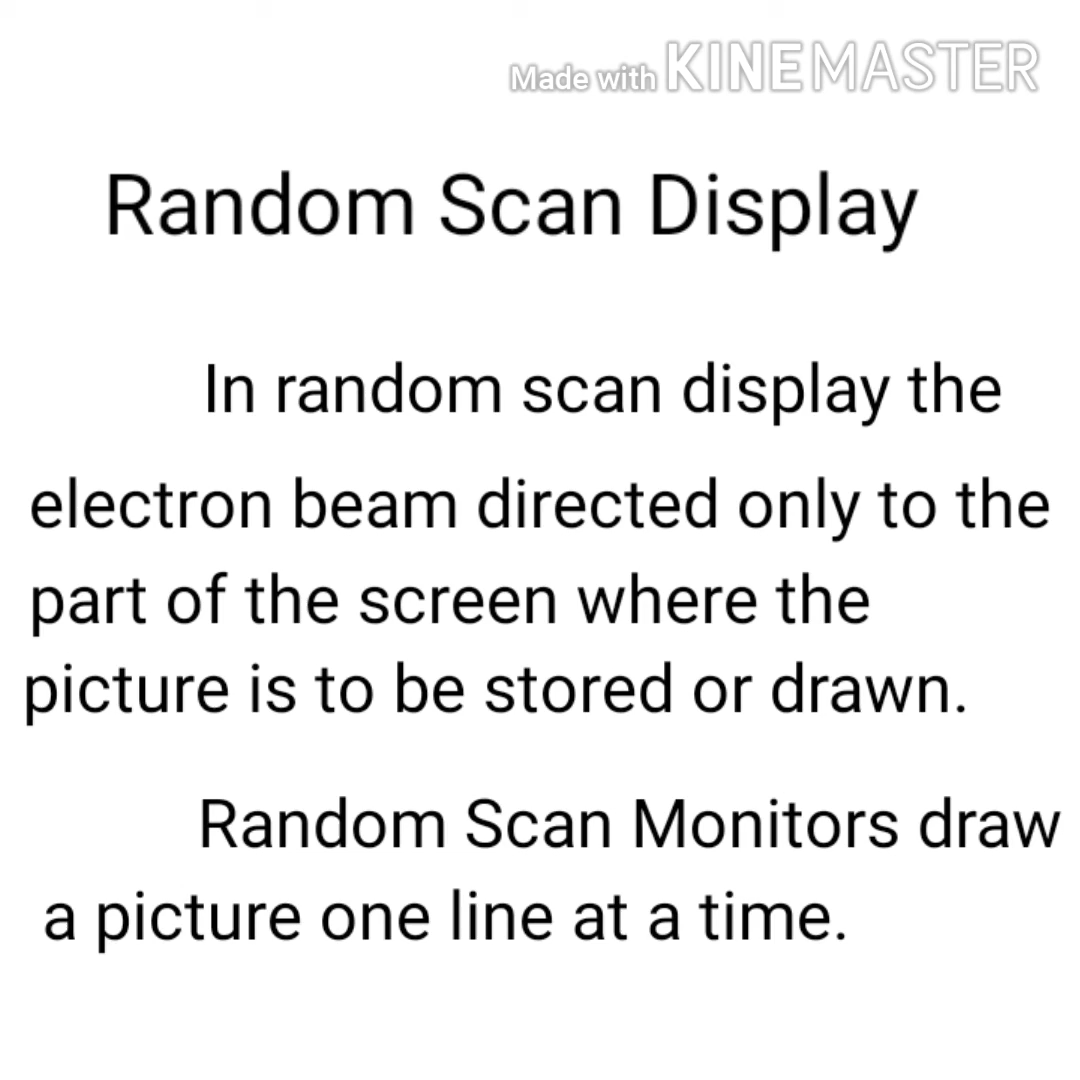 Made with KINEMASTER
Random Scan Display
In random scan display the
electron beam directed only to the
part of the screen where the
picture is to be stored or drawn.
Random Scan Monitors draw
a picture one line at a time.